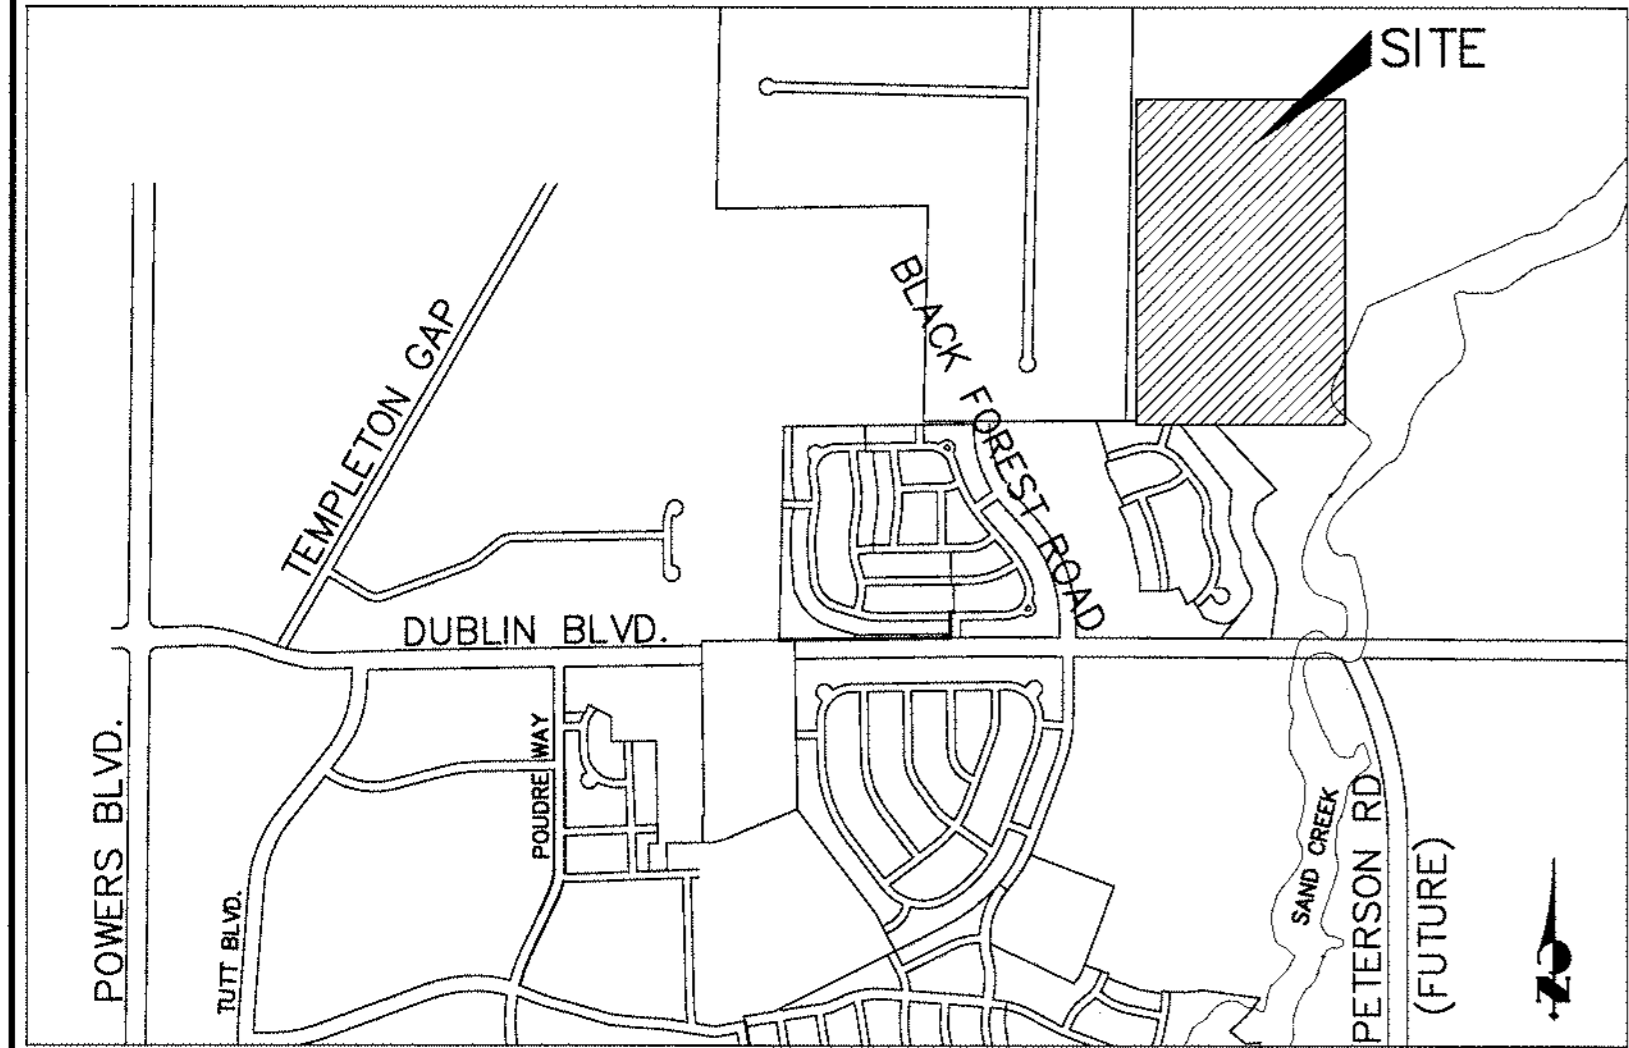 SITE
BLACK FOREST ROAD
TEMPLETON GAP
DUBLIN BLVD.
POWERS BLVD.
TUTT BLVD.
POUDRE WAY
SAND CREEK
PETERSON RD
(FUTURE)
N